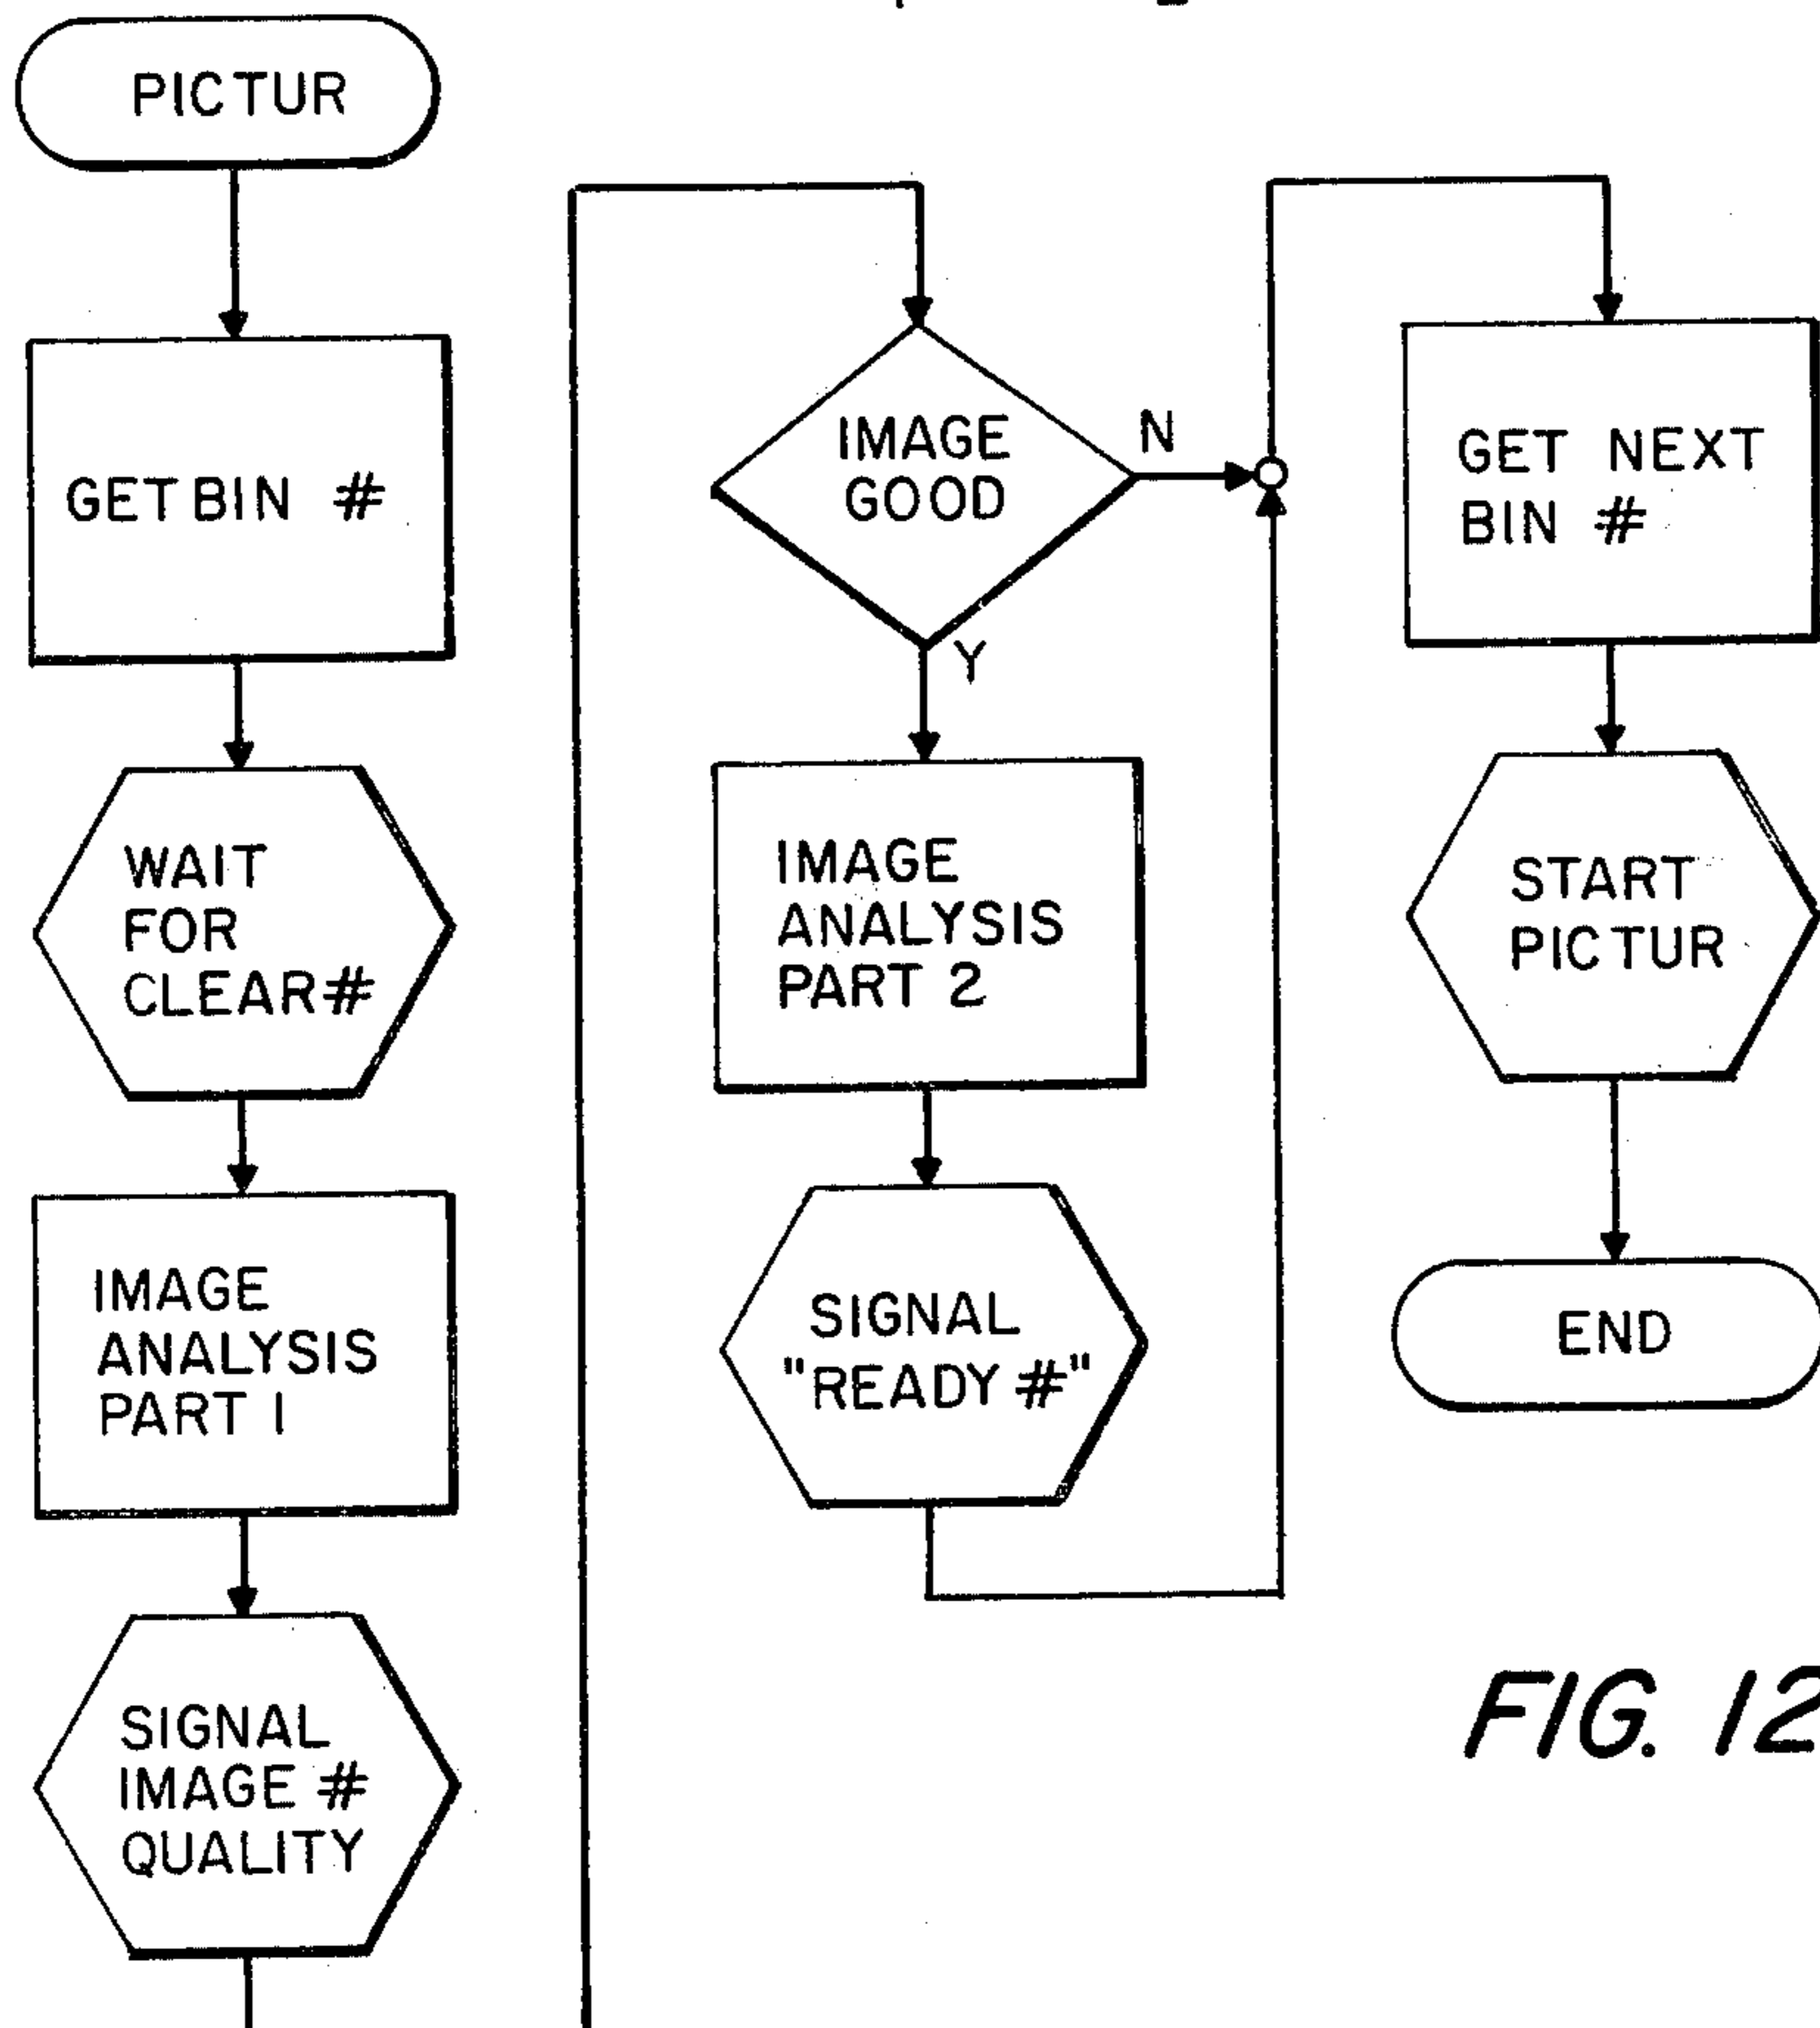 PICTUR
GET BIN #
WAIT
FOR
CLEAR #
IMAGE
ANALYSIS
PART 1
SIGNAL
IMAGE #
QUALITY
IMAGE
GOOD
N
Y
IMAGE
ANALYSIS
PART 2
SIGNAL
"READY #"
GET NEXT
BIN #
START
PICTUR
END
FIG. 12